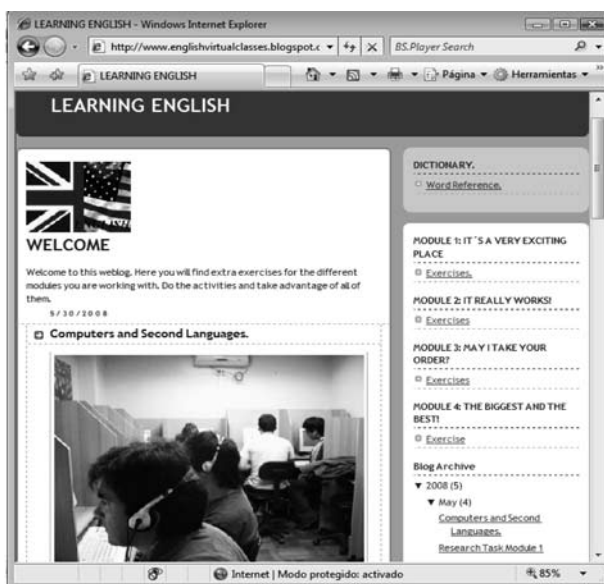 LEARNING ENGLISH - Windows Internet Explorer
http://www.englishvirtualclasses.blogspot.c
BS.Player Search
LEARNING ENGLISH
Página
Herramientas
LEARNING ENGLISH
WELCOME
Welcome to this weblog. Here you will find extra exercises for the different
modules you are working with. Do the activities and take advantage of all of
them.
5/30/2008
Computers and Second Languages.
DICTIONARY.
Word Reference.
MODULE 1: IT´S A VERY EXCITING
PLACE
Exercises.
MODULE 2: IT REALLY WORKS!
Exercises
MODULE 3: MAY I TAKE YOUR
ORDER?
Exercises
MODULE 4: THE BIGGEST AND THE
BEST!
Exercise
Blog Archive
▼ 2008 (5)
▼ May (4)
Computers and Second
Languages.
Research Task Module 1
Internet | Modo protegido: activado
85%